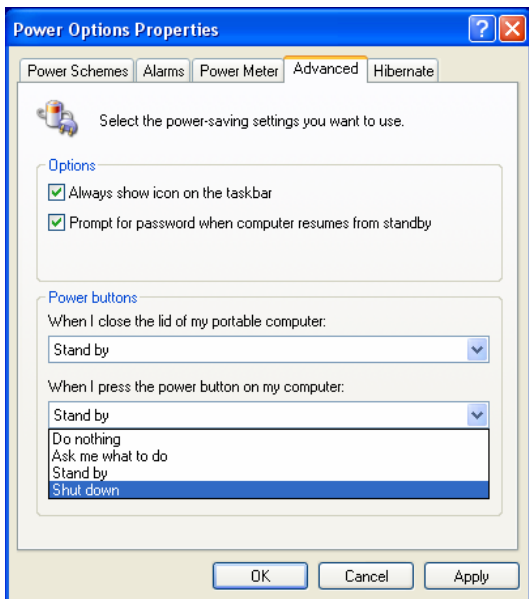 Power Options Properties
Power Schemes Alarms Power Meter Advanced Hibernate
Select the power-saving settings you want to use.
Options
Always show icon on the taskbar
Prompt for password when computer resumes from standby
Power buttons
When I close the lid of my portable computer:
Stand by
When I press the power button on my computer:
Stand by
Do nothing
Ask me what to do
Stand by
Shut down
OK Cancel Apply